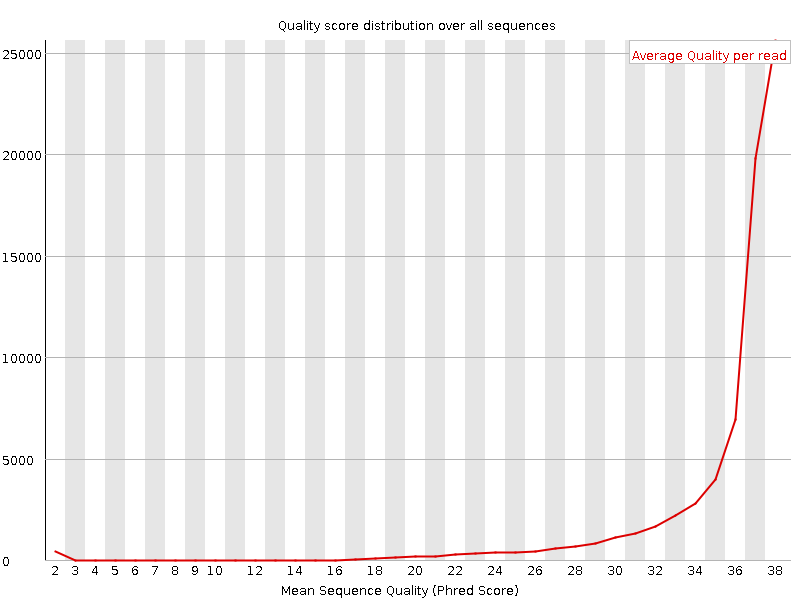 Quality score distribution over all sequences
Average Quality per read
25000
20000
15000
10000
5000
0
2 3 4 5 6 7 8 9 10 12 14 16 18 20 22 24 26 28 30 32 34 36 38
Mean Sequence Quality (Phred Score)